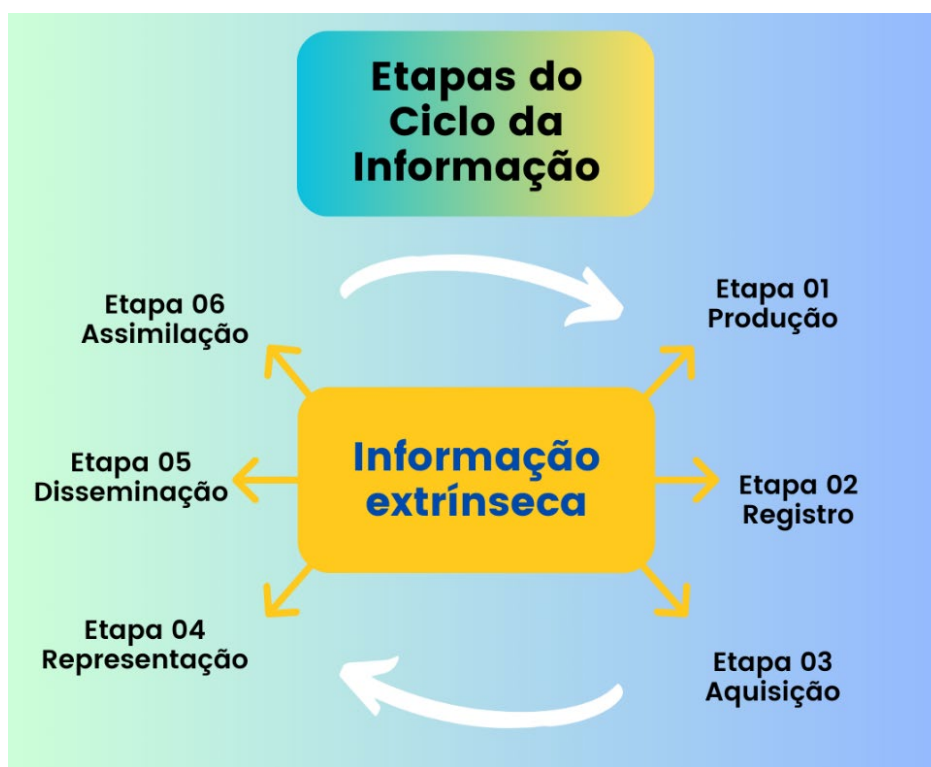 Etapas do
Ciclo da
Informação
Etapa 06
Assimilação
Etapa 01
Produção
Informação
extrínseca
Etapa 05
Disseminação
Etapa 02
Registro
Etapa 04
Representação
Etapa 03
Aquisição